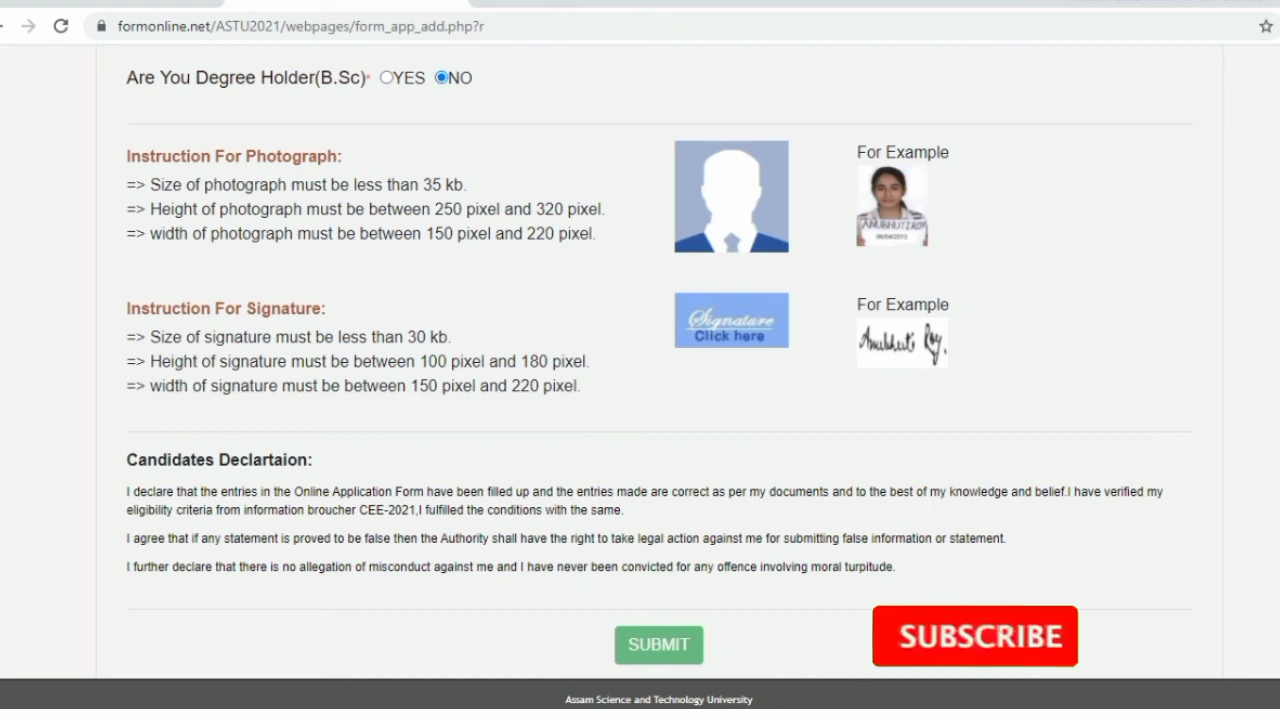 formonline.net/ASTU2021/webpages/form_app_add.php?r
Are You Degree Holder(B.Sc)* YES NO
Instruction For Photograph:
=> Size of photograph must be less than 35 kb.
=> Height of photograph must be between 250 pixel and 320 pixel.
=> width of photograph must be between 150 pixel and 220 pixel.
For Example
ANUBHUTI ROY
Instruction For Signature:
=> Size of signature must be less than 30 kb.
=> Height of signature must be between 100 pixel and 180 pixel.
=> width of signature must be between 150 pixel and 220 pixel.
Signature
Click here
For Example
Anubhuti Roy.
Candidates Declartaion:
I declare that the entries in the Online Application Form have been filled up and the entries made are correct as per my documents and to the best of my knowledge and belief.I have verified my
eligibility criteria from information broucher CEE-2021,I fulfilled the conditions with the same.
I agree that if any statement is proved to be false then the Authority shall have the right to take legal action against me for submitting false information or statement.
I further declare that there is no allegation of misconduct against me and I have never been convicted for any offence involving moral turpitude.
SUBMIT
SUBSCRIBE
Assam Science and Technology University